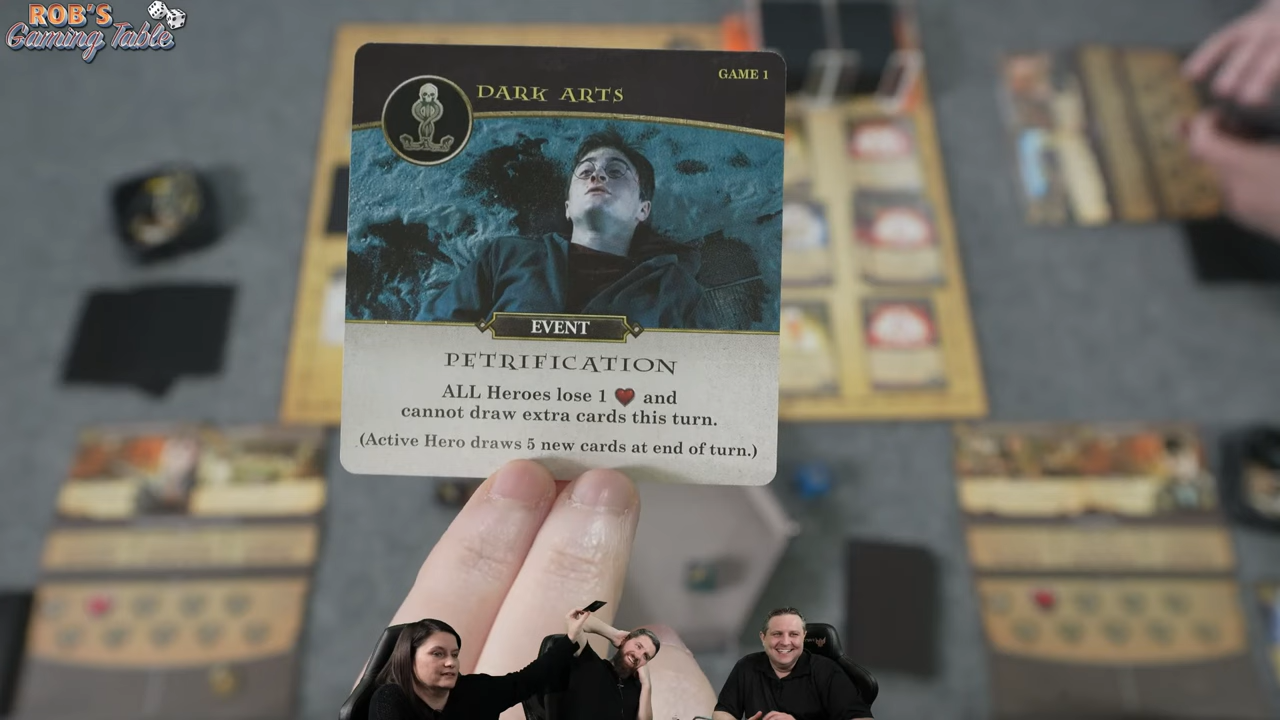 ROB'S
Gaming Table
GAME 1
DARK ARTS
EVENT
PETRIFICATION
ALL Heroes lose 1 and
cannot draw extra cards this turn.
(Active Hero draws 5 new cards at end of turn.)